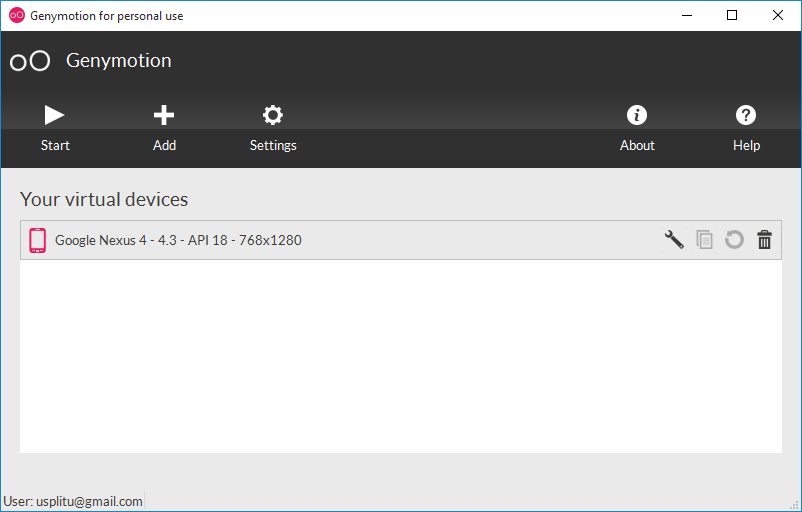 Genymotion for personal use
oO Genymotion
Start Add Settings About Help
Your virtual devices
Google Nexus 4 - 4.3 - API 18 - 768x1280
User: usplitu@gmail.com